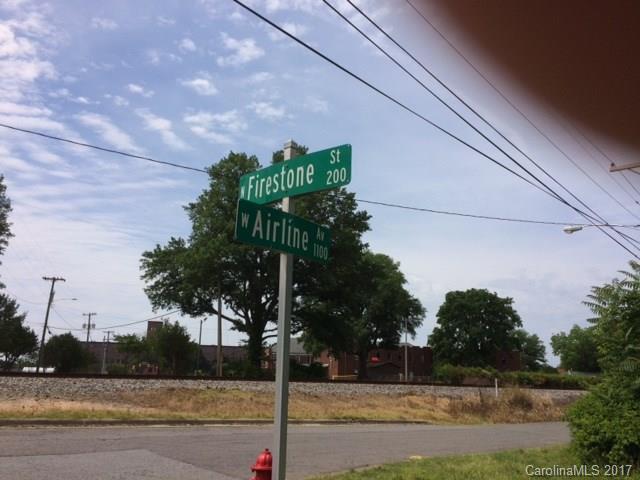 N Firestone St 200
W Airline Av 1100
CarolinaMLS 2017